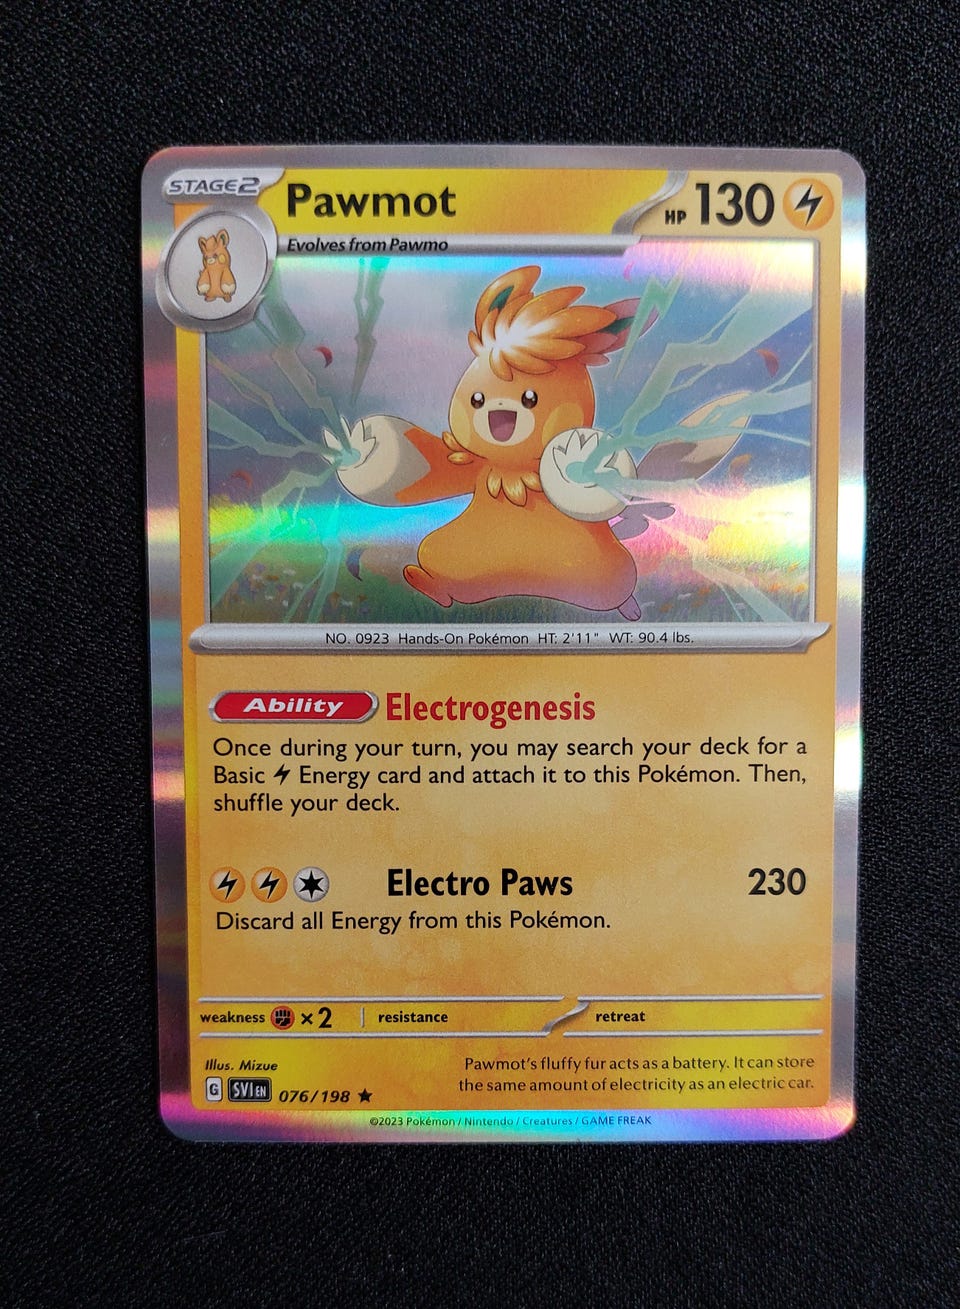 STAGE2
Pawmot
HP 130
Evolves from Pawmo
NO. 0923 Hands-On Pokémon HT: 2'11" WT: 90.4 lbs.
Ability Electrogenesis
Once during your turn, you may search your deck for a
Basic Energy card and attach it to this Pokémon. Then,
shuffle your deck.
Electro Paws 230
Discard all Energy from this Pokémon.
weakness ×2 resistance retreat
Illus. Mizue
Pawmot's fluffy fur acts as a battery. It can store
the same amount of electricity as an electric car.
G SVI EN 076/198 ★
©2023 Pokémon / Nintendo / Creatures / GAME FREAK